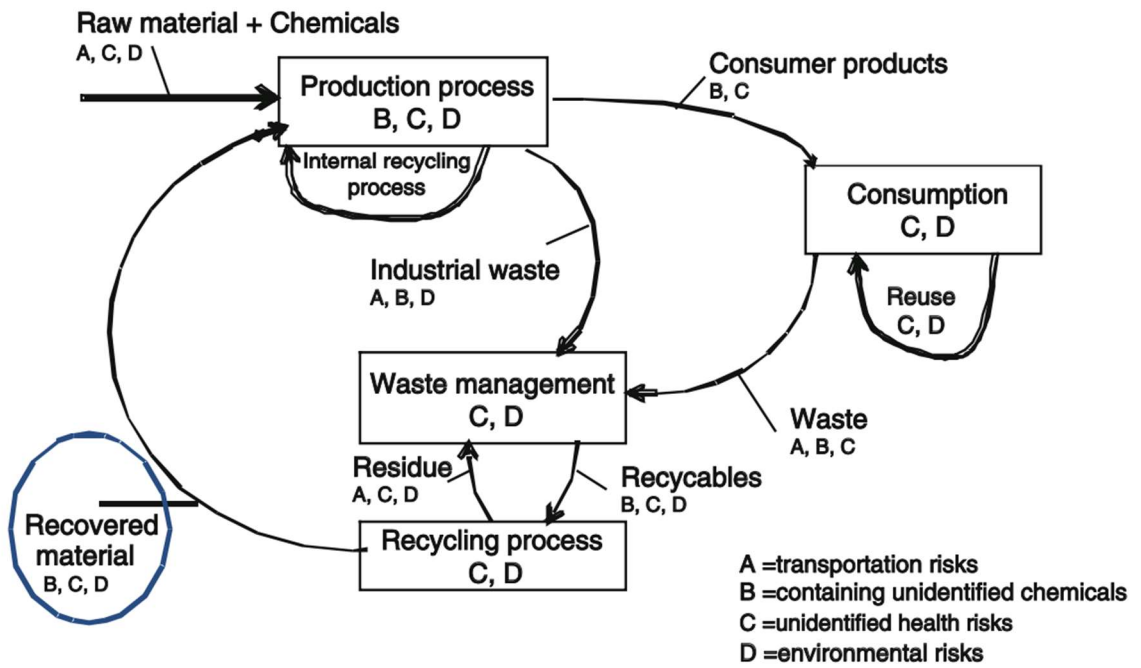 Raw material + Chemicals
A, C, D
Production process
B, C, D
Internal recycling
process
Consumer products
B, C
Consumption
C, D
Reuse
C, D
Industrial waste
A, B, D
Waste management
C, D
Waste
A, B, C
Residue
A, C, D
Recycables
B, C, D
Recycling process
C, D
Recovered
material
B, C, D
A =transportation risks
B =containing unidentified chemicals
C =unidentified health risks
D =environmental risks